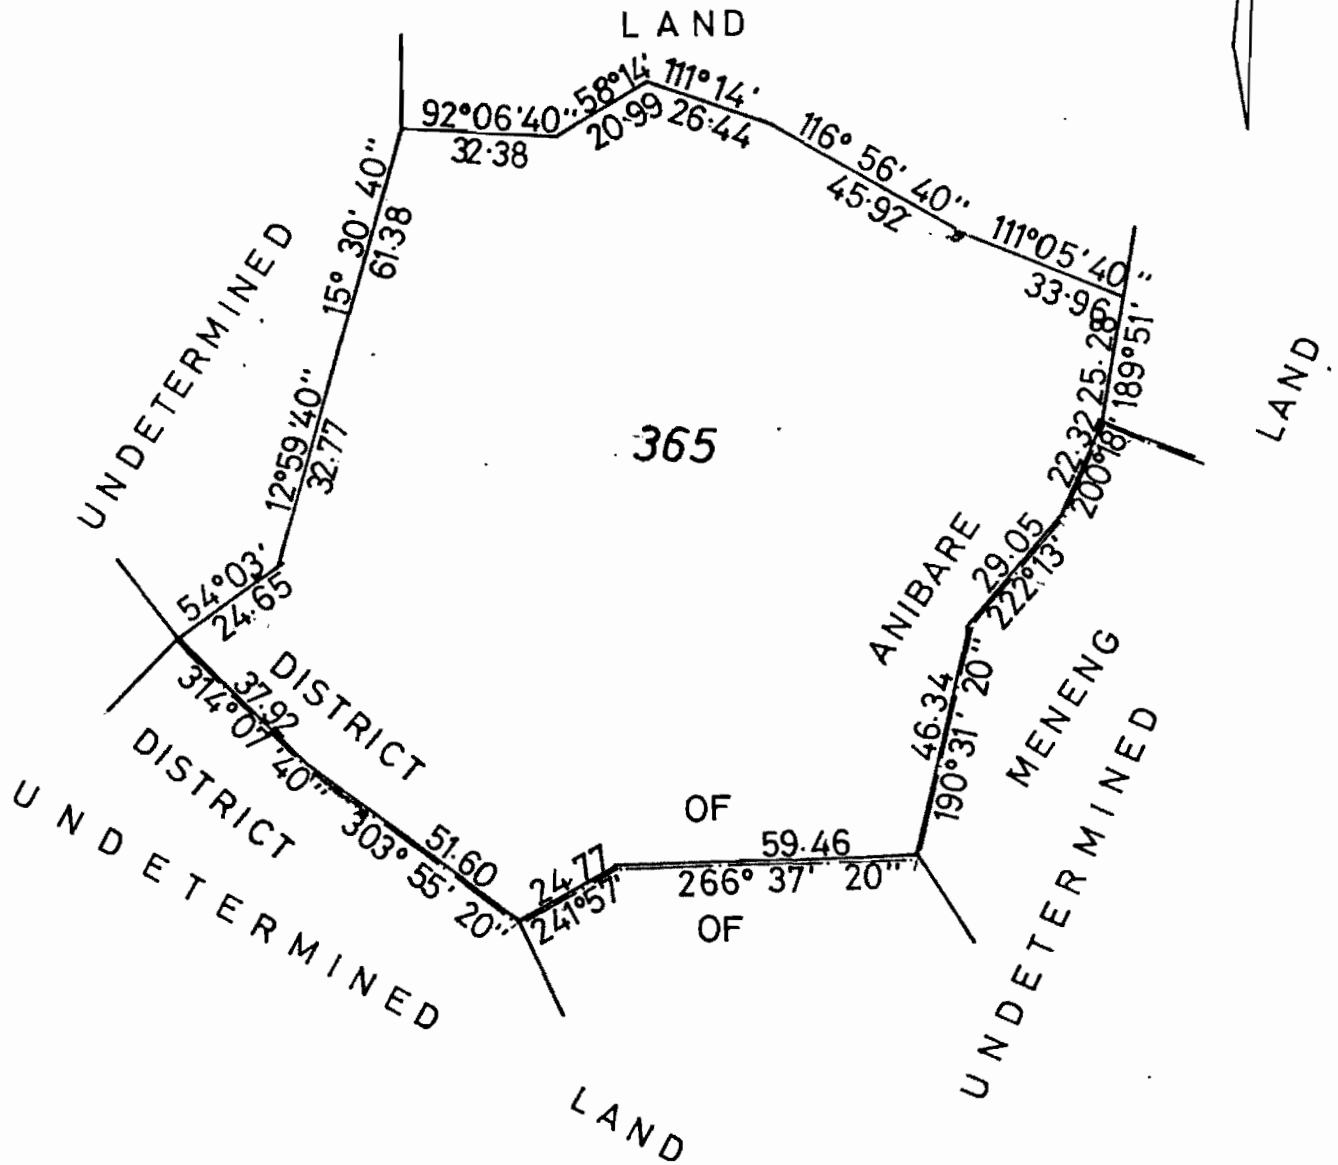 LAND
92°06'40"
32·38
58°14'
20·99
111°14'
26·44
116° 56' 40"
45·92
111°05'40"
33·96
25·28
189°51'
22·32
200°18'
29·05
222°13'
46·34
190°31' 20"
59·46
266° 37' 20"
24·77
241°57'
51·60
303° 55' 20"
37·92
314°07'40"
54°03'
24·65
12°59'40"
32·77
15° 30' 40"
61·38
365
UNDETERMINED
LAND
ANIBARE
MENENG
UNDETERMINED
DISTRICT
DISTRICT
OF
OF
UNDETERMINED
LAND